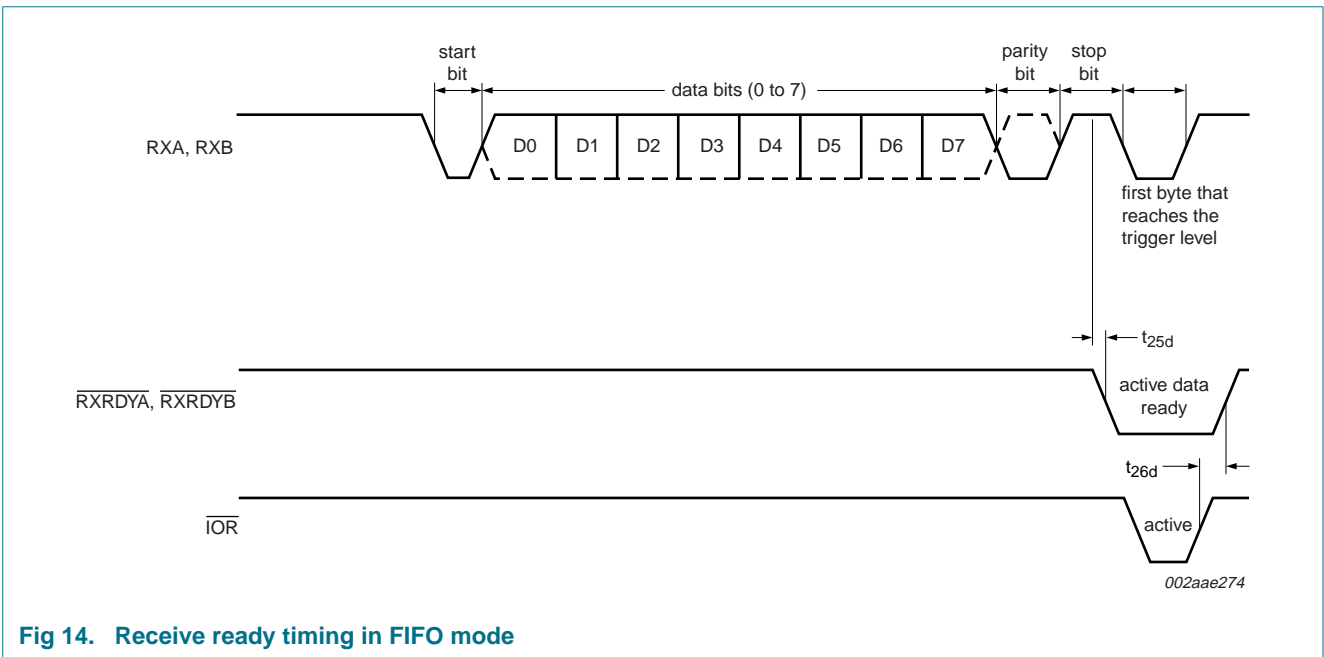 start
bit
data bits (0 to 7)
parity
bit
stop
bit
RXA, RXB
D0 D1 D2 D3 D4 D5 D6 D7
first byte that
reaches the
trigger level
t25d
RXRDYA, RXRDYB
active data
ready
t26d
IOR
active
002aae274
Fig 14. Receive ready timing in FIFO mode